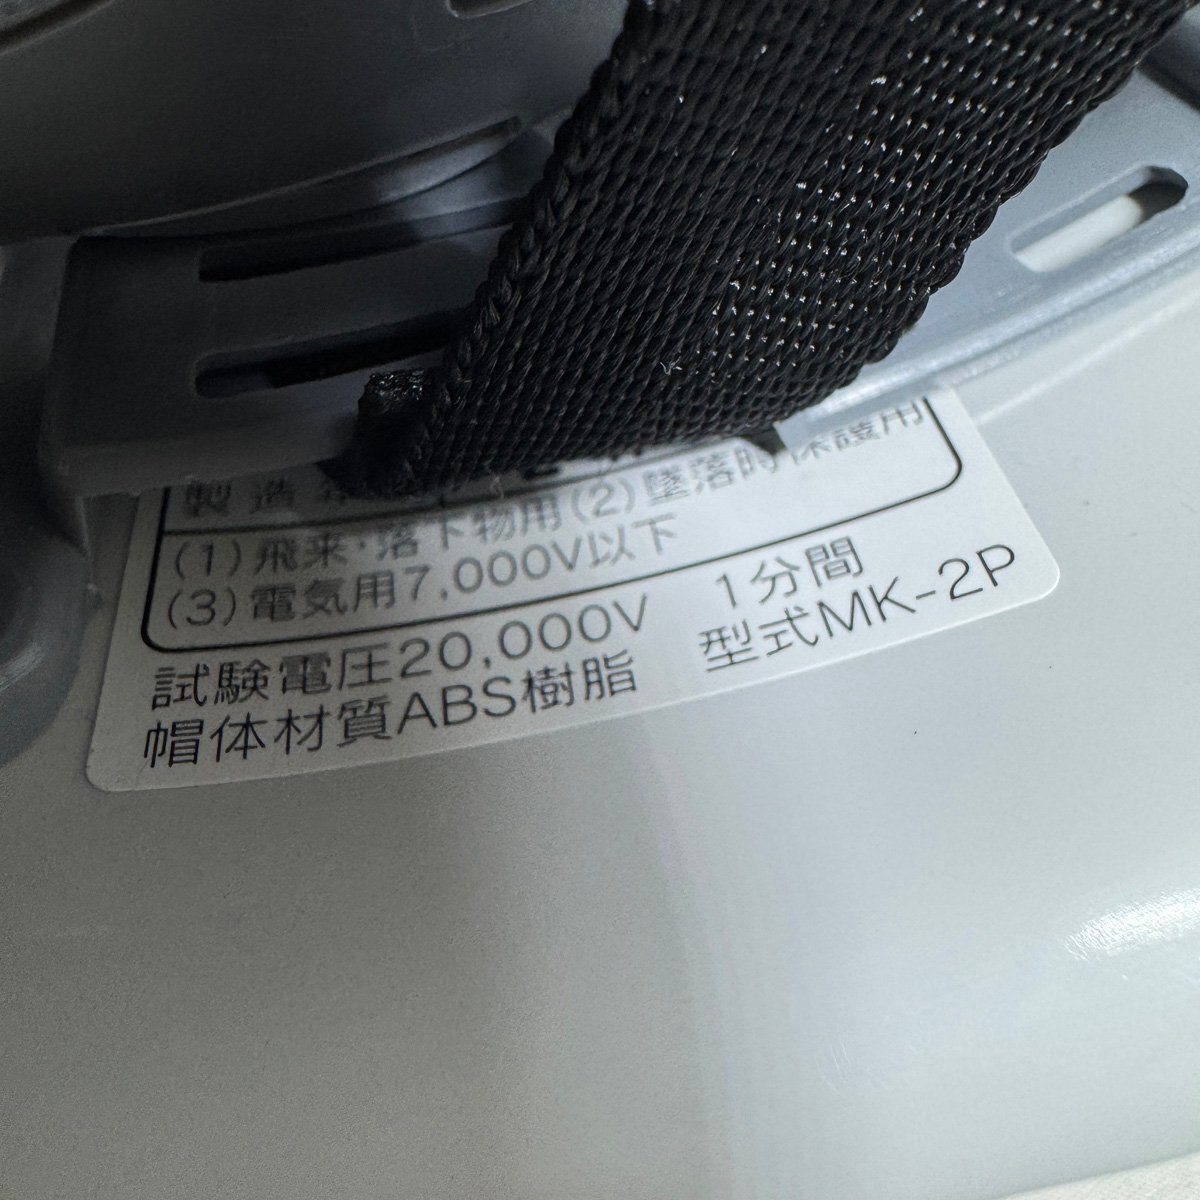 製造
(1)飛来・落下物用(2)墜落時保護用
(3)電気用7,000V以下
試験電圧20,000V 1分間
帽体材質ABS樹脂 型式MK-2P